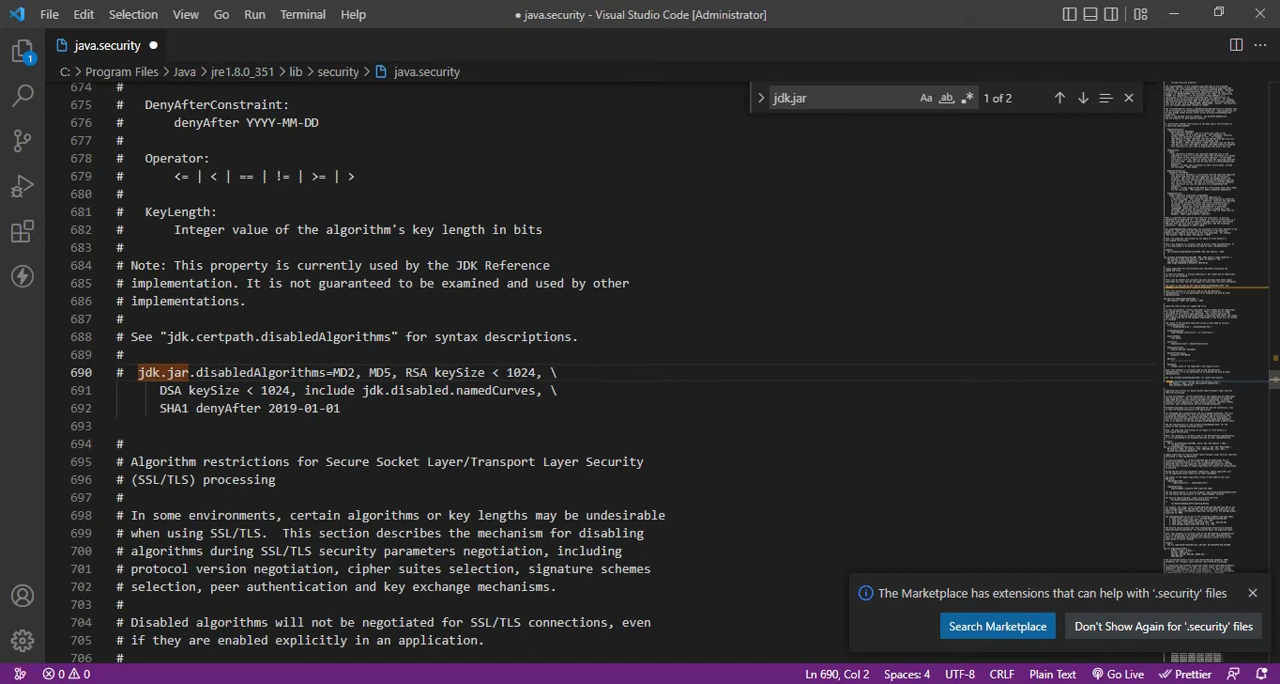 File Edit Selection View Go Run Terminal Help
● java.security - Visual Studio Code [Administrator]
java.security ●
C: > Program Files > Java > jre1.8.0_351 > lib > security > java.security
jdk.jar Aa ab .* 1 of 2
674 #
675 # DenyAfterConstraint:
676 # denyAfter YYYY-MM-DD
677 #
678 # Operator:
679 # <= | < | == | != | >= | >
680 #
681 # KeyLength:
682 # Integer value of the algorithm's key length in bits
683 #
684 # Note: This property is currently used by the JDK Reference
685 # implementation. It is not guaranteed to be examined and used by other
686 # implementations.
687 #
688 # See "jdk.certpath.disabledAlgorithms" for syntax descriptions.
689 #
690 # jdk.jar.disabledAlgorithms=MD2, MD5, RSA keySize < 1024, \
691 DSA keySize < 1024, include jdk.disabled.namedCurves, \
692 SHA1 denyAfter 2019-01-01
693
694 #
695 # Algorithm restrictions for Secure Socket Layer/Transport Layer Security
696 # (SSL/TLS) processing
697 #
698 # In some environments, certain algorithms or key lengths may be undesirable
699 # when using SSL/TLS.  This section describes the mechanism for disabling
700 # algorithms during SSL/TLS security parameters negotiation, including
701 # protocol version negotiation, cipher suites selection, signature schemes
702 # selection, peer authentication and key exchange mechanisms.
703 #
704 # Disabled algorithms will not be negotiated for SSL/TLS connections, even
705 # if they are enabled explicitly in an application.
706 #
1
The Marketplace has extensions that can help with '.security' files
Search Marketplace Don't Show Again for '.security' files
0 0 Ln 690, Col 2 Spaces: 4 UTF-8 CRLF Plain Text Go Live Prettier